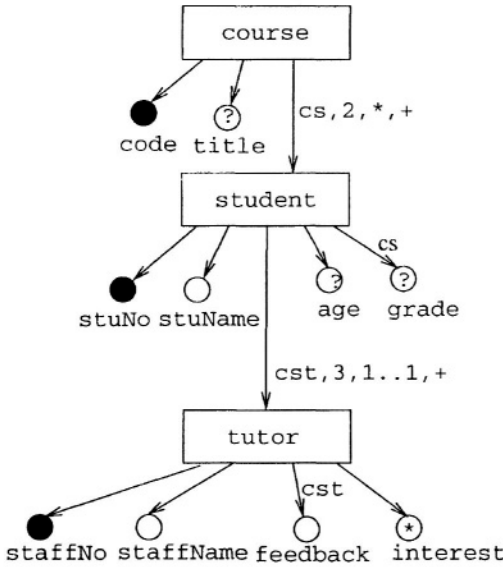 course
? cs,2,*,+
code title
student
cs
? ?
stuNo stuName age grade
cst,3,1..1,+
tutor
cst
*
staffNo staffName feedback interest